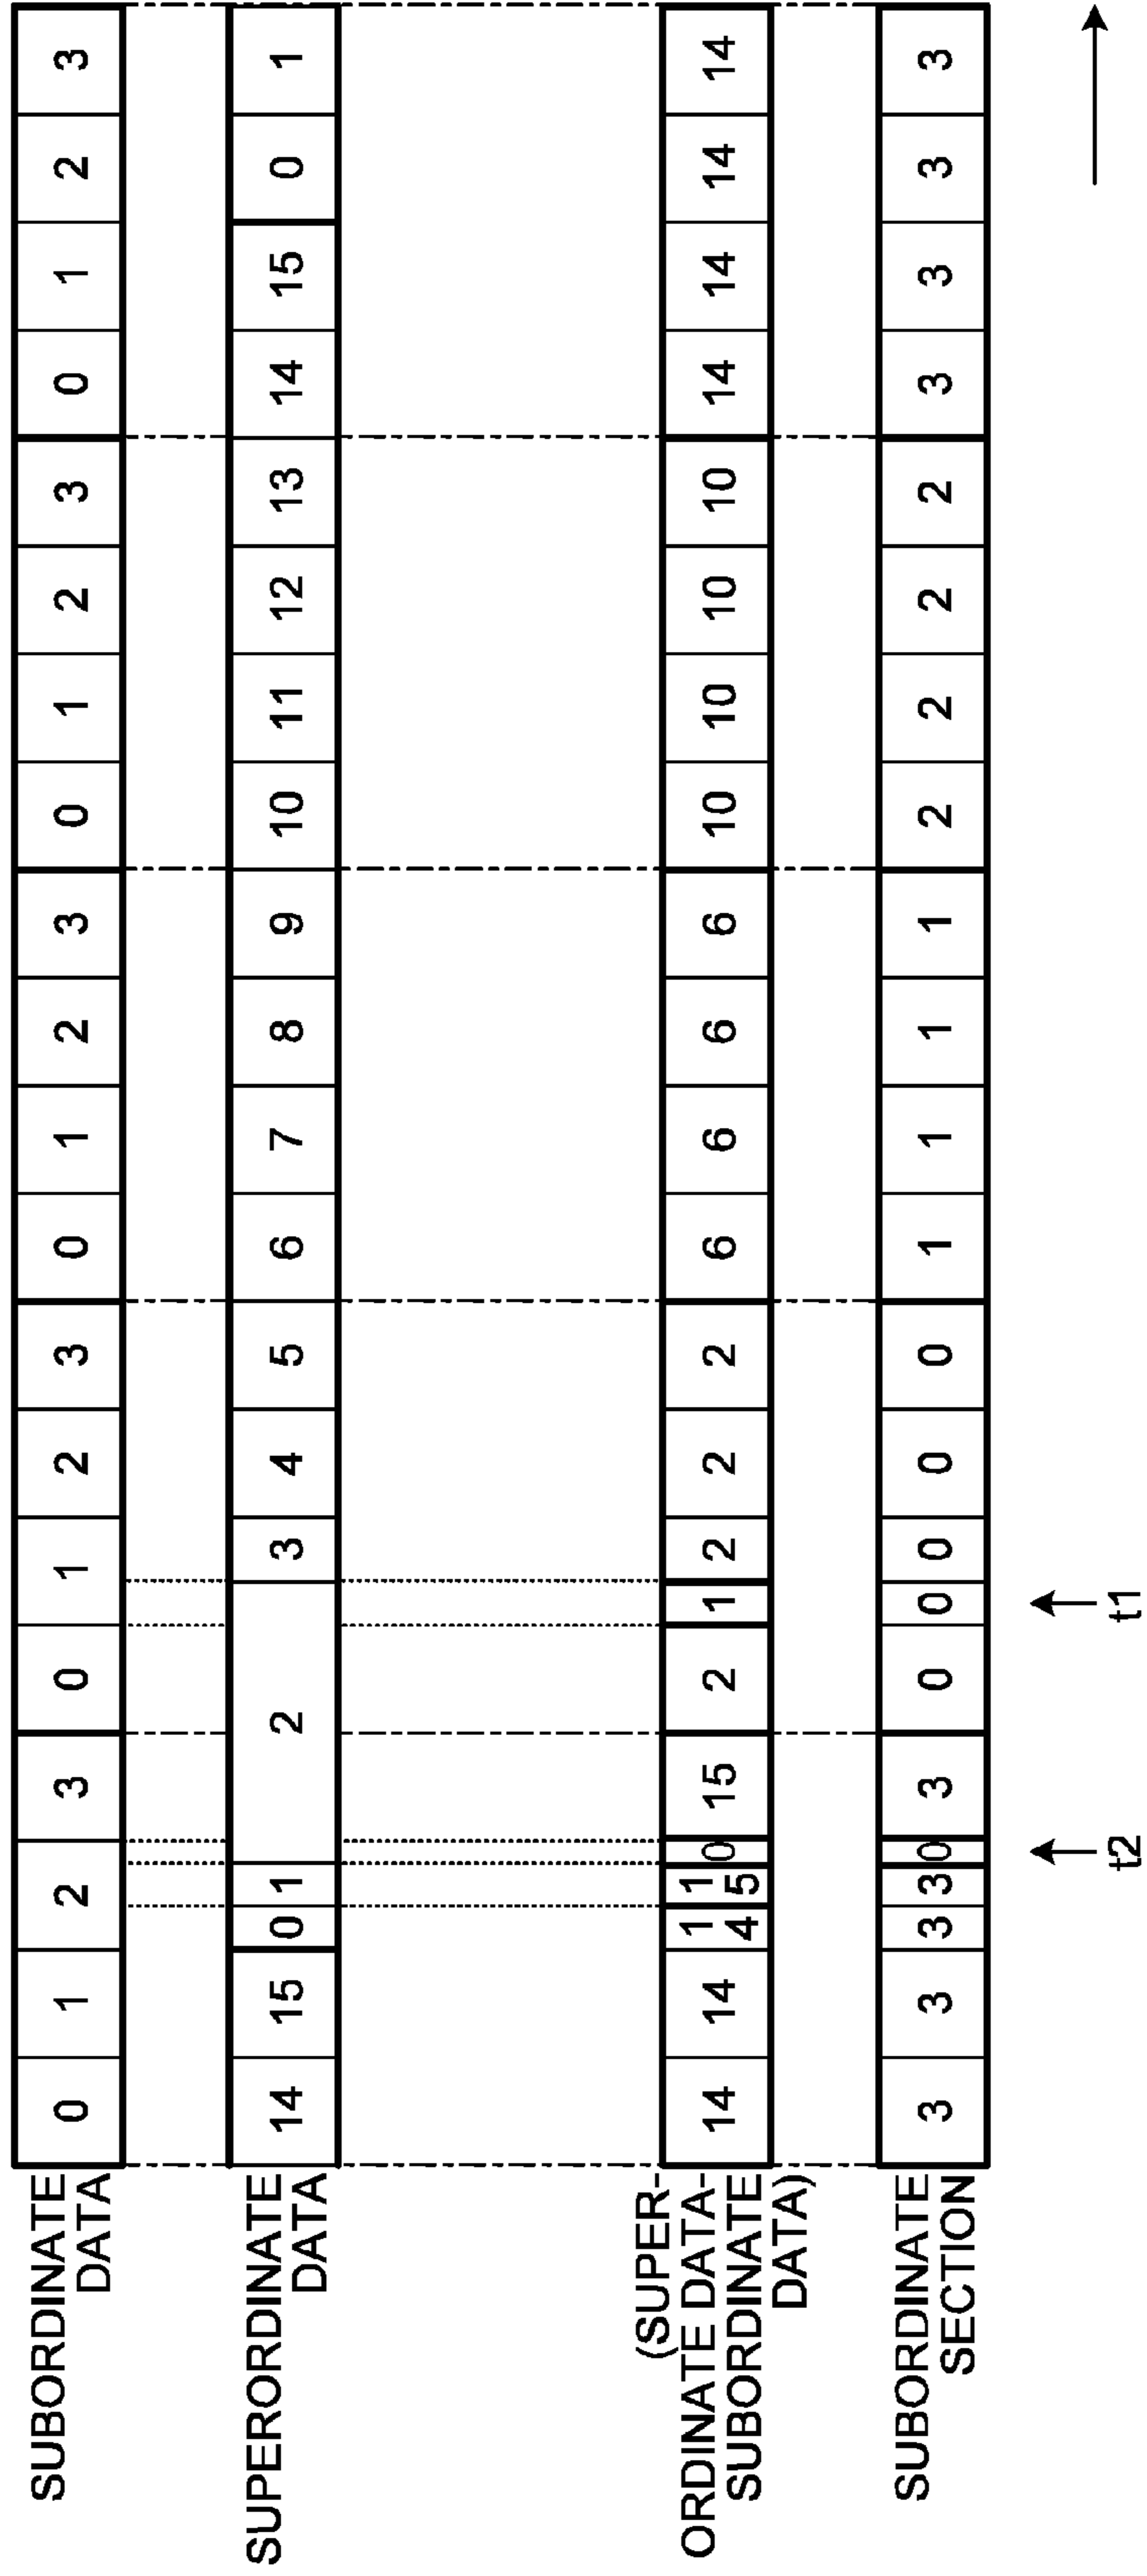 SUBORDINATE
DATA
0 1 2 3 0 1 2 3 0 1 2 3 0 1 2 3 0 1 2 3
SUPERORDINATE
DATA
14 15 0 1 2 3 4 5 6 7 8 9 10 11 12 13 14 15 0 1
(SUPER-
ORDINATE DATA-
SUBORDINATE
DATA)
14 14 14 15 0 15 2 1 2 2 2 6 6 6 6 10 10 10 10 14 14 14 14
SUBORDINATE
SECTION
3 3 3 3 0 3 0 0 0 0 0 1 1 1 1 2 2 2 2 3 3 3 3
t2 t1